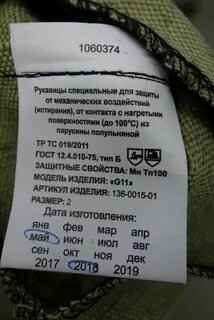 1060374
Рукавицы специальные для защиты
от механических воздействий
(истирания), от контакта с нагретыми
поверхностями (до 100°С) из
парусины полульняной
ТР ТС 019/2011
ГОСТ 12.4.010-75, тип Б
ЗАЩИТНЫЕ СВОЙСТВА: Ми Тп100
МОДЕЛЬ ИЗДЕЛИЯ: «G11»
АРТИКУЛ ИЗДЕЛИЯ: 136-0015-01
РАЗМЕР: 2
Дата изготовления:
янв фев мар апр
май июн июл авг
сен окт ноя дек
2017 2018 2019